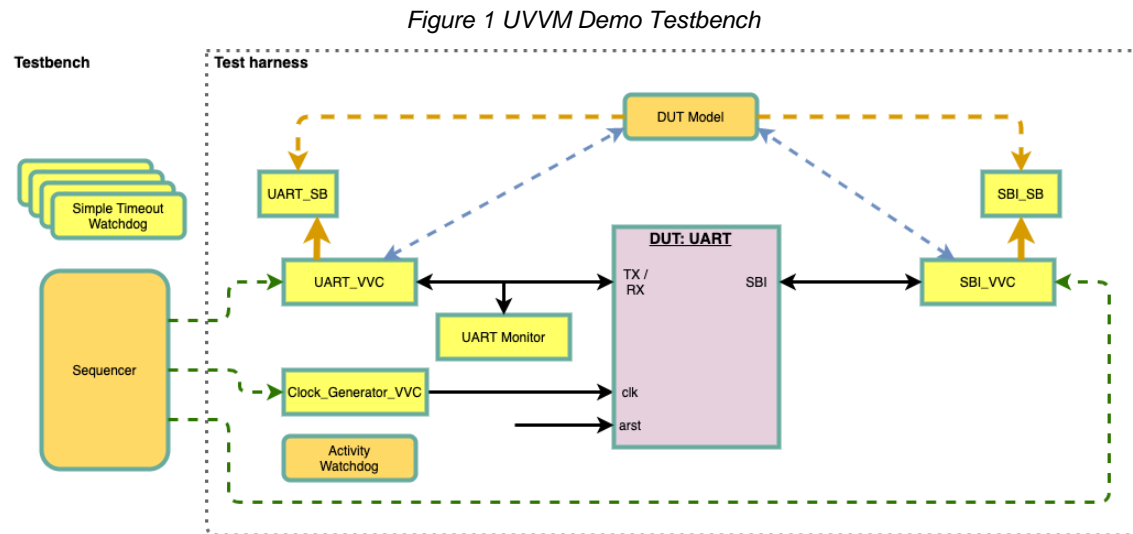 Figure 1 UVVM Demo Testbench
Testbench
Test harness
DUT Model
UART_SB
SBI_SB
Simple Timeout
Watchdog
DUT: UART
UART_VVC
TX /
RX
SBI
SBI_VVC
UART Monitor
Sequencer
Clock_Generator_VVC
clk
arst
Activity
Watchdog